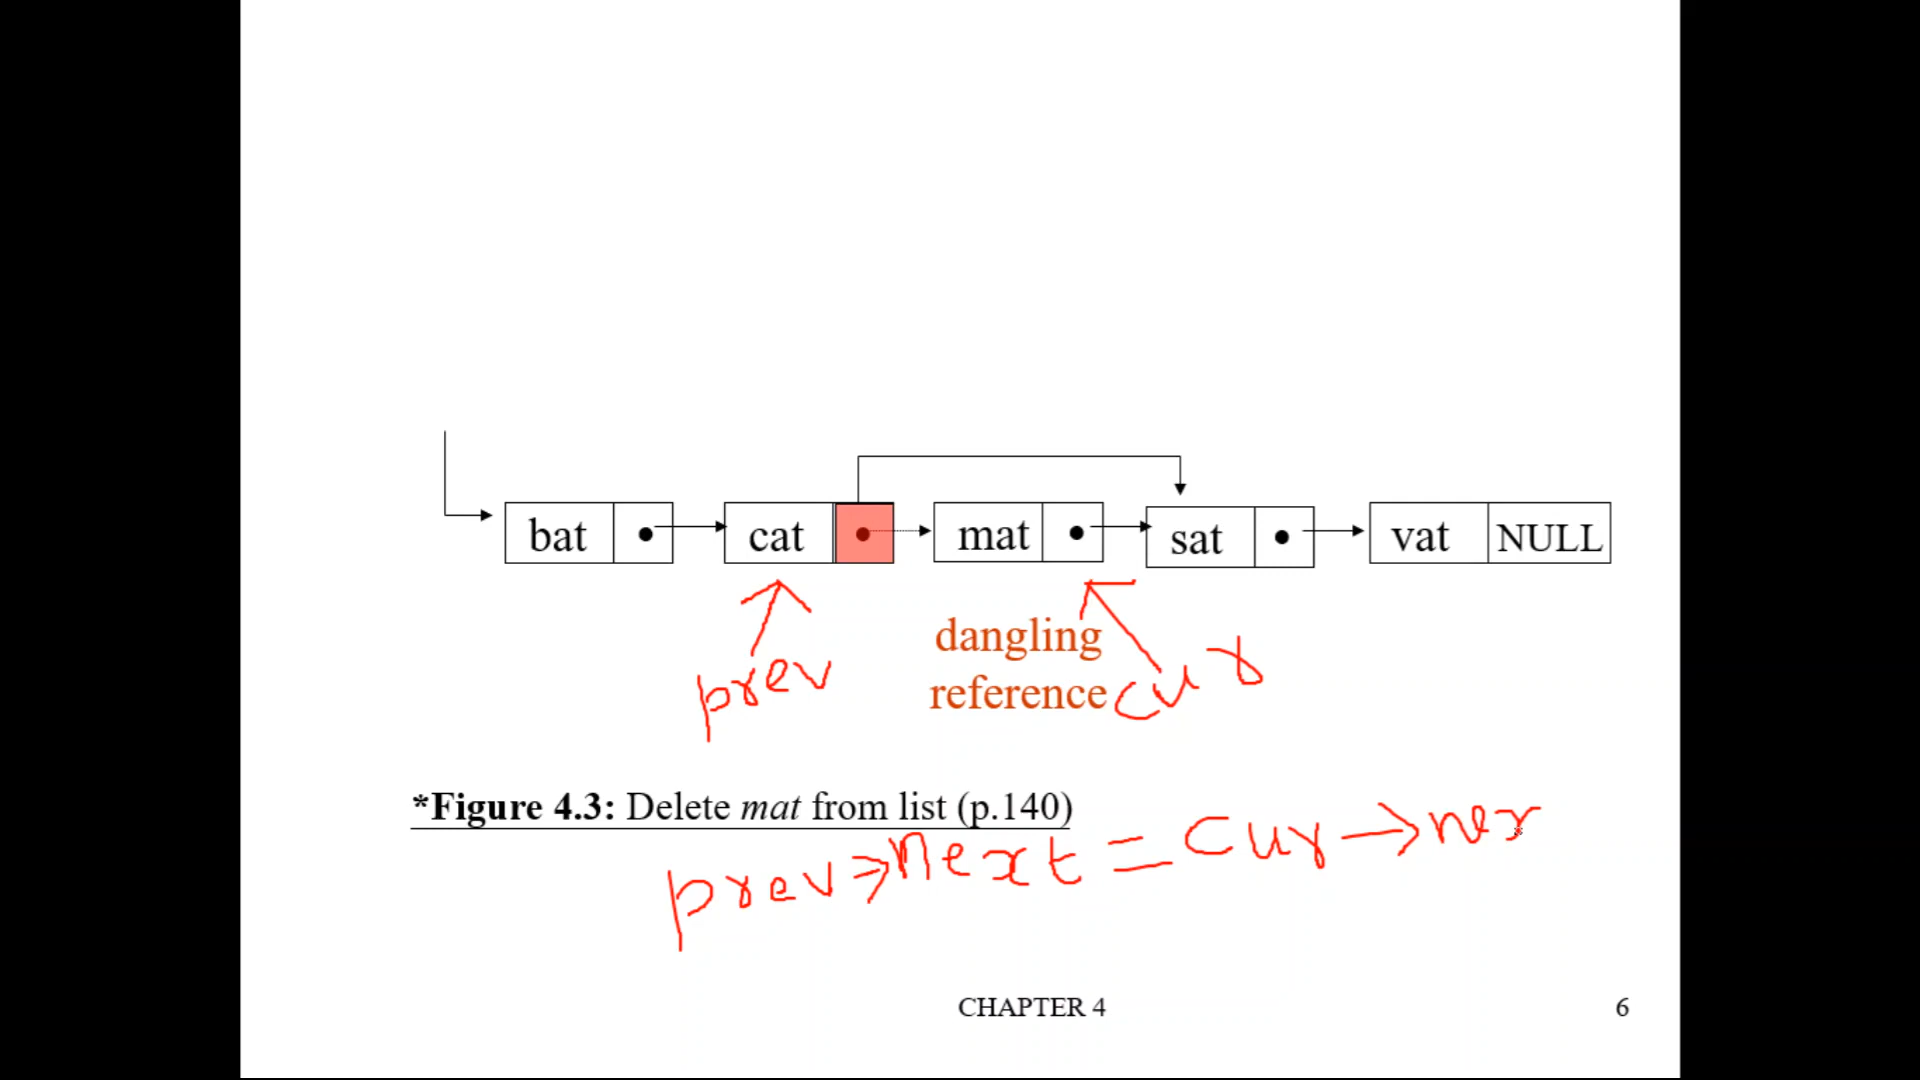 bat cat mat sat vat NULL
prev
dangling
reference cur
*Figure 4.3: Delete mat from list (p.140)
prev→next = cur→nex
CHAPTER 4 6